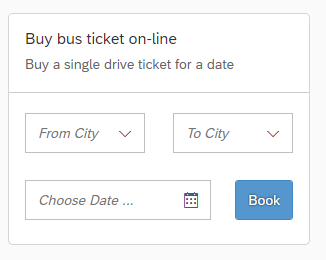 Buy bus ticket on-line
Buy a single drive ticket for a date
From City
To City
Choose Date ...
Book